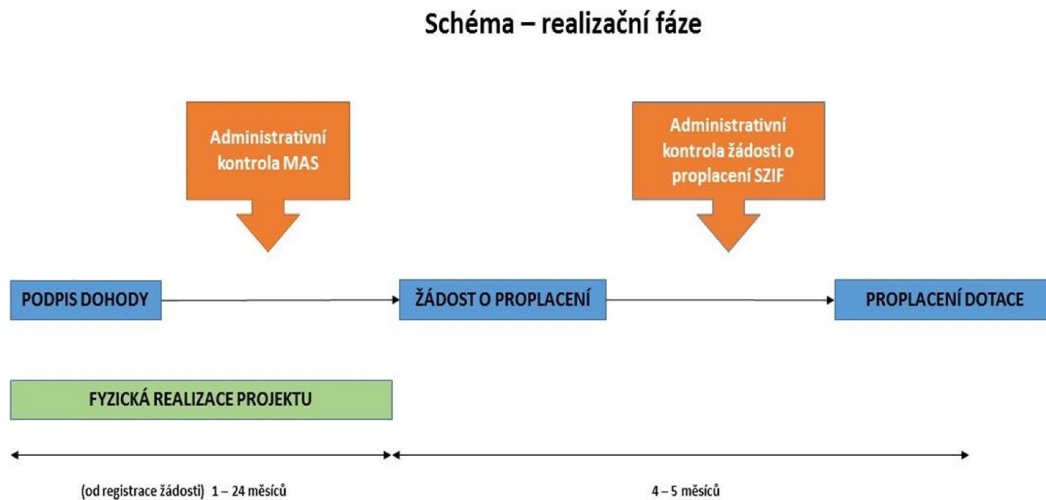 Schéma – realizační fáze
Administrativní
kontrola MAS
Administrativní
kontrola žádosti o
proplacení SZIF
PODPIS DOHODY
ŽÁDOST O PROPLACENÍ
PROPLACENÍ DOTACE
FYZICKÁ REALIZACE PROJEKTU
(od registrace žádosti) 1 – 24 měsíců
4 – 5 měsíců